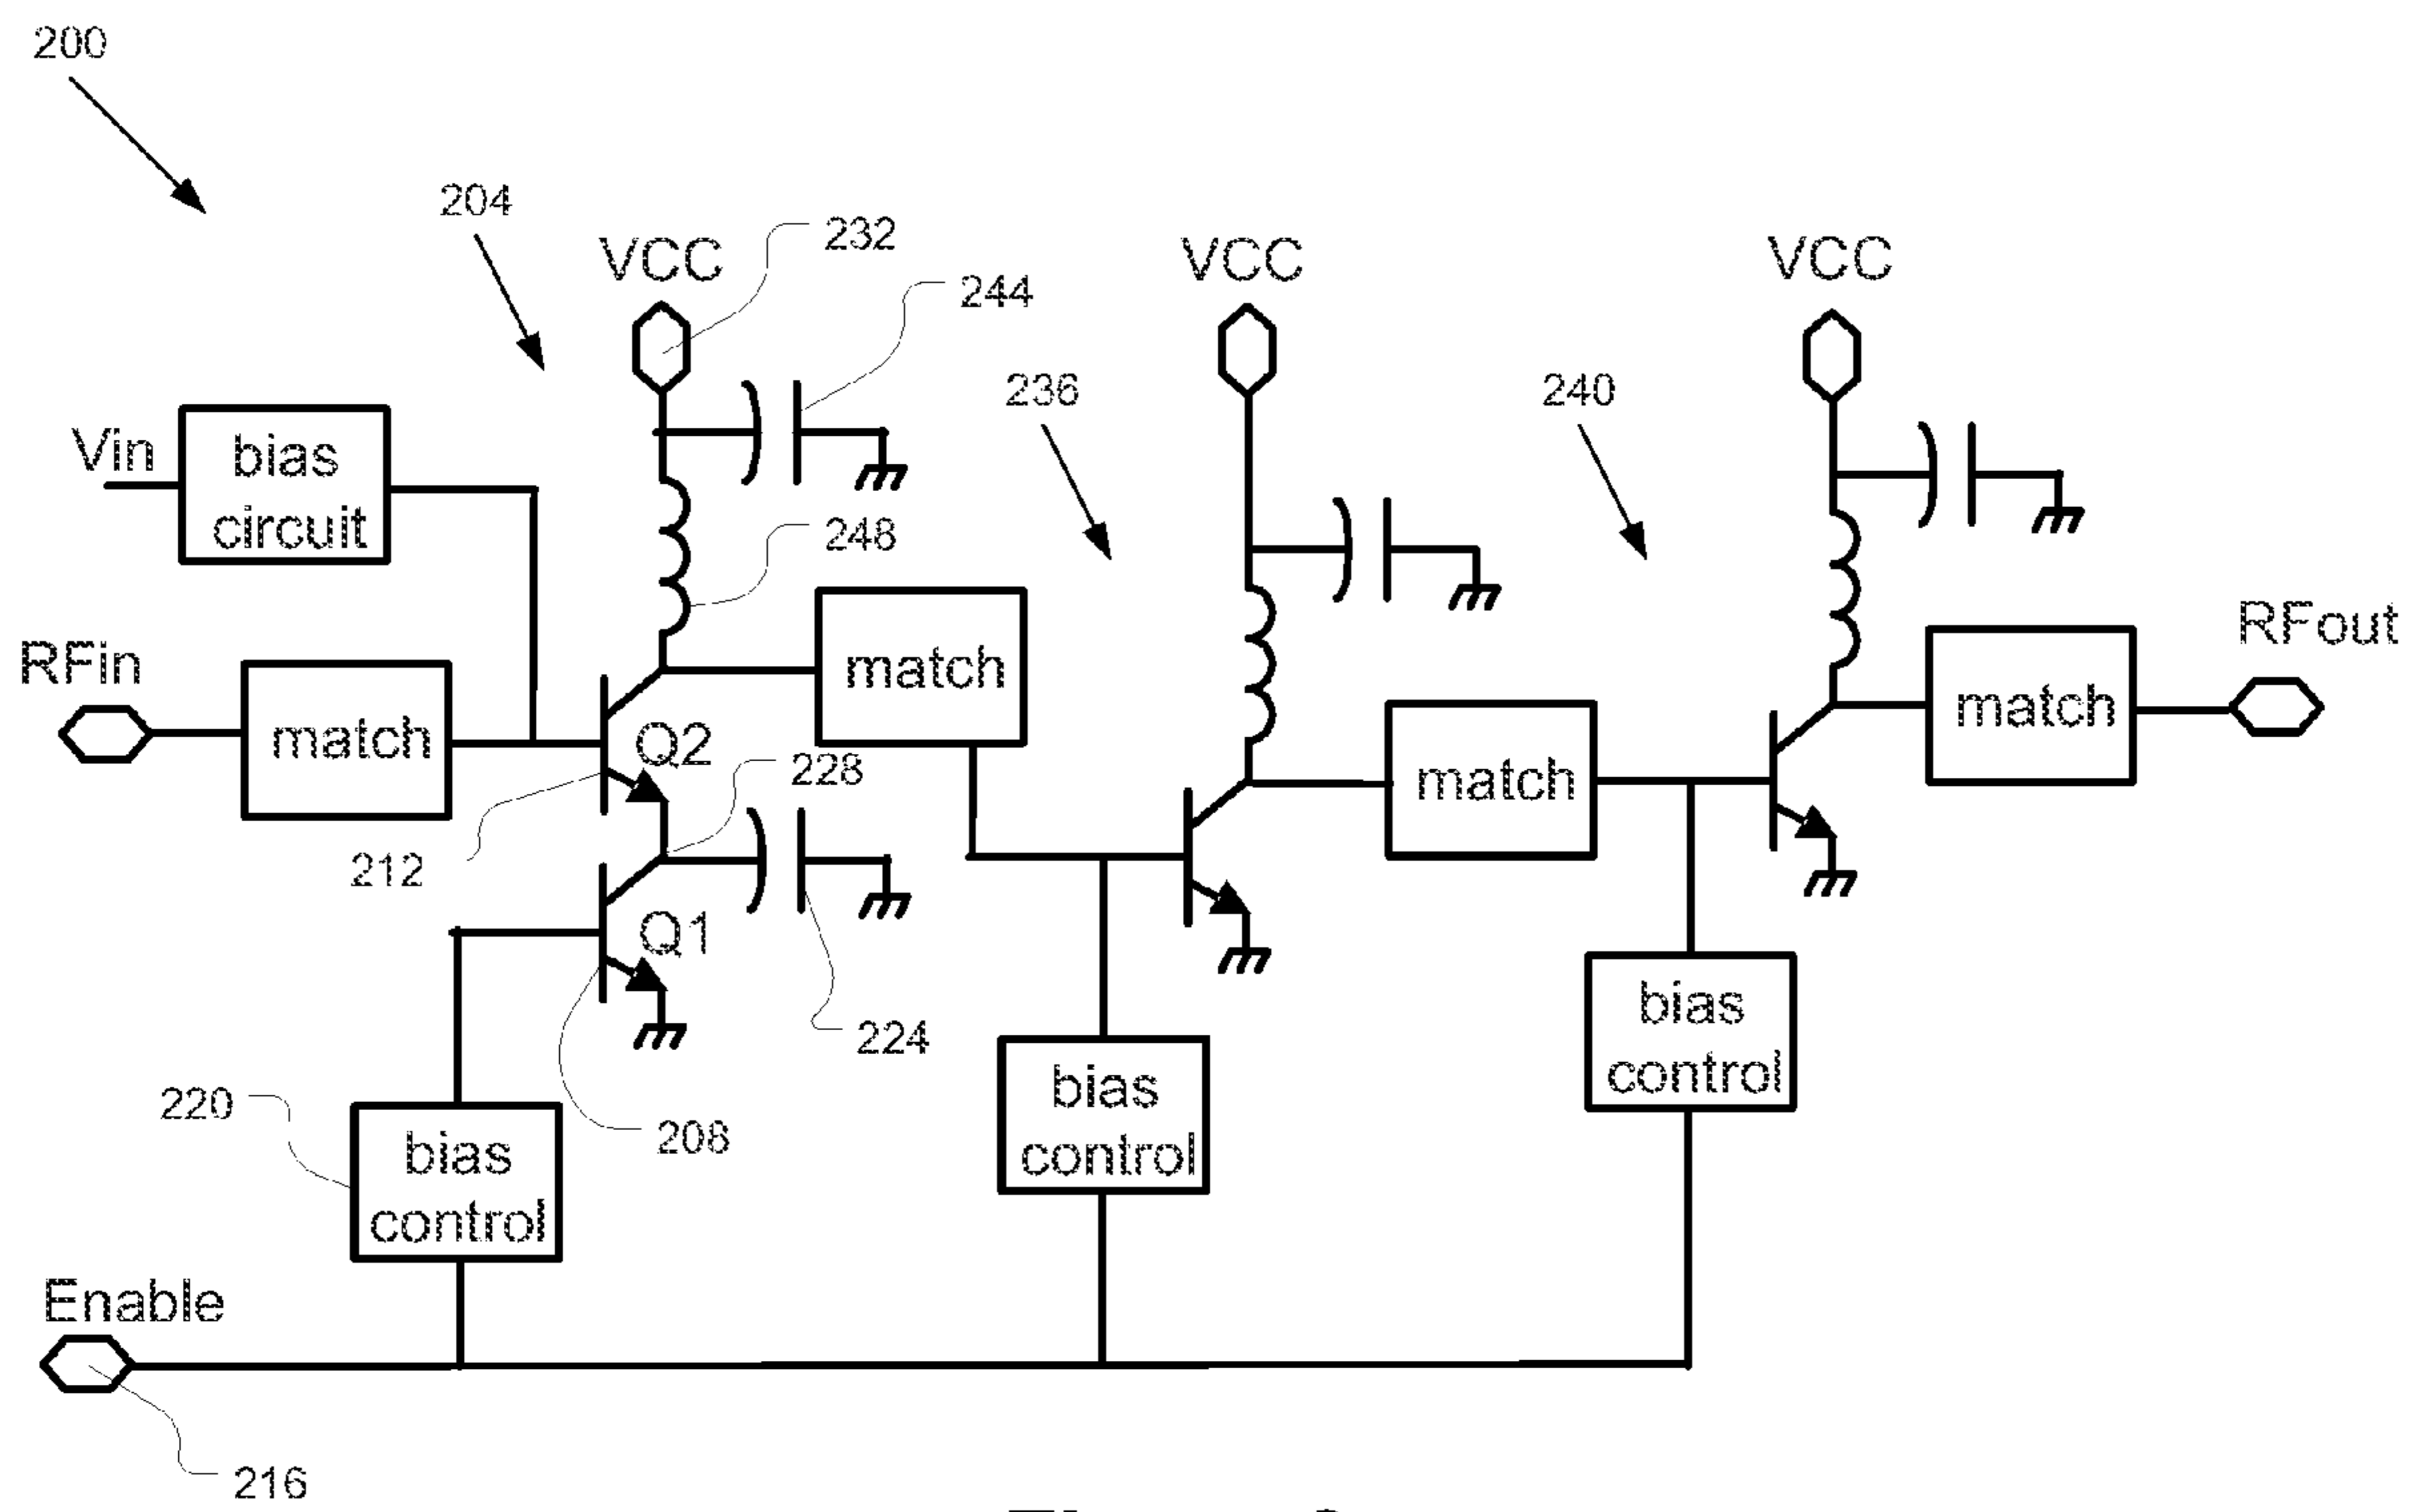 200
204
VCC
232
244
VCC
VCC
236
240
Vin
bias
circuit
248
RFin
match
match
RFout
match
match
Q2
228
212
Q1
224
bias
control
bias
control
220
208
bias
control
Enable
216